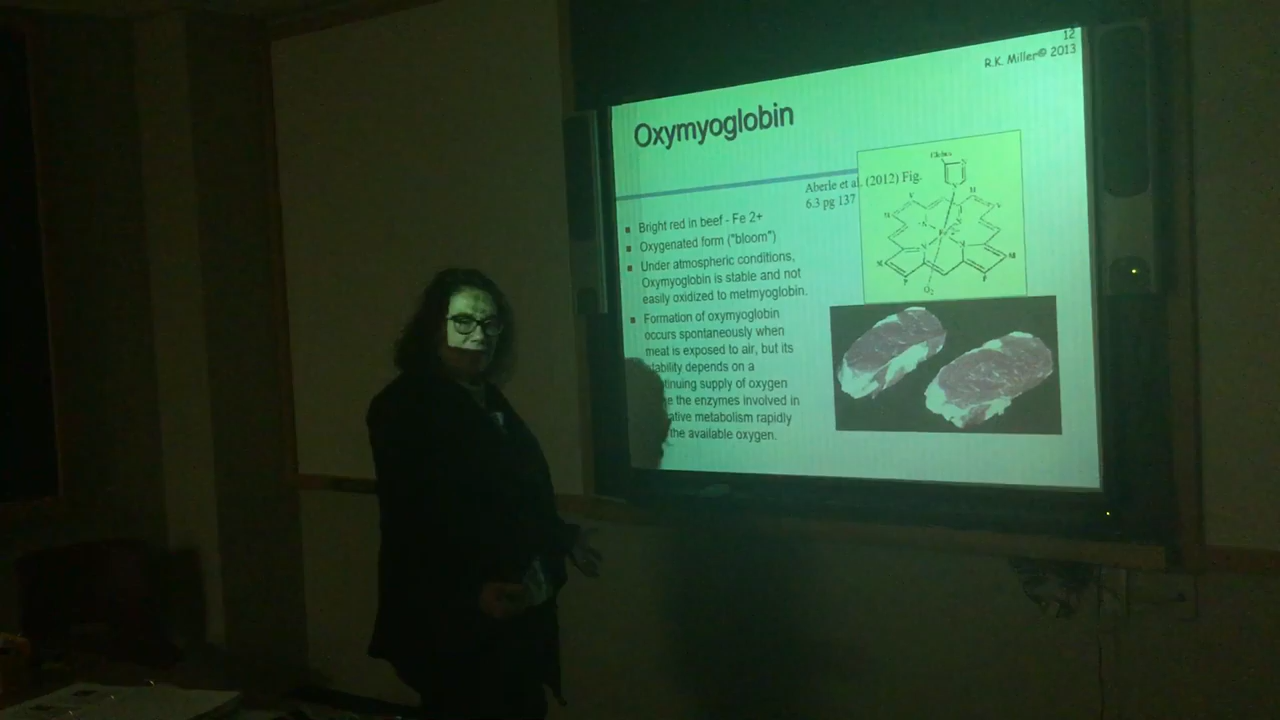 12
R.K. Miller© 2013
Oxymyoglobin
Aberle et al. (2012) Fig.
6.3 pg 137
Bright red in beef - Fe 2+
Oxygenated form ("bloom")
Under atmospheric conditions,
Oxymyoglobin is stable and not
easily oxidized to metmyoglobin.
Formation of oxymyoglobin
occurs spontaneously when
meat is exposed to air, but its
depends on a
supply of oxygen
the enzymes involved in
metabolism rapidly
the available oxygen.
O2